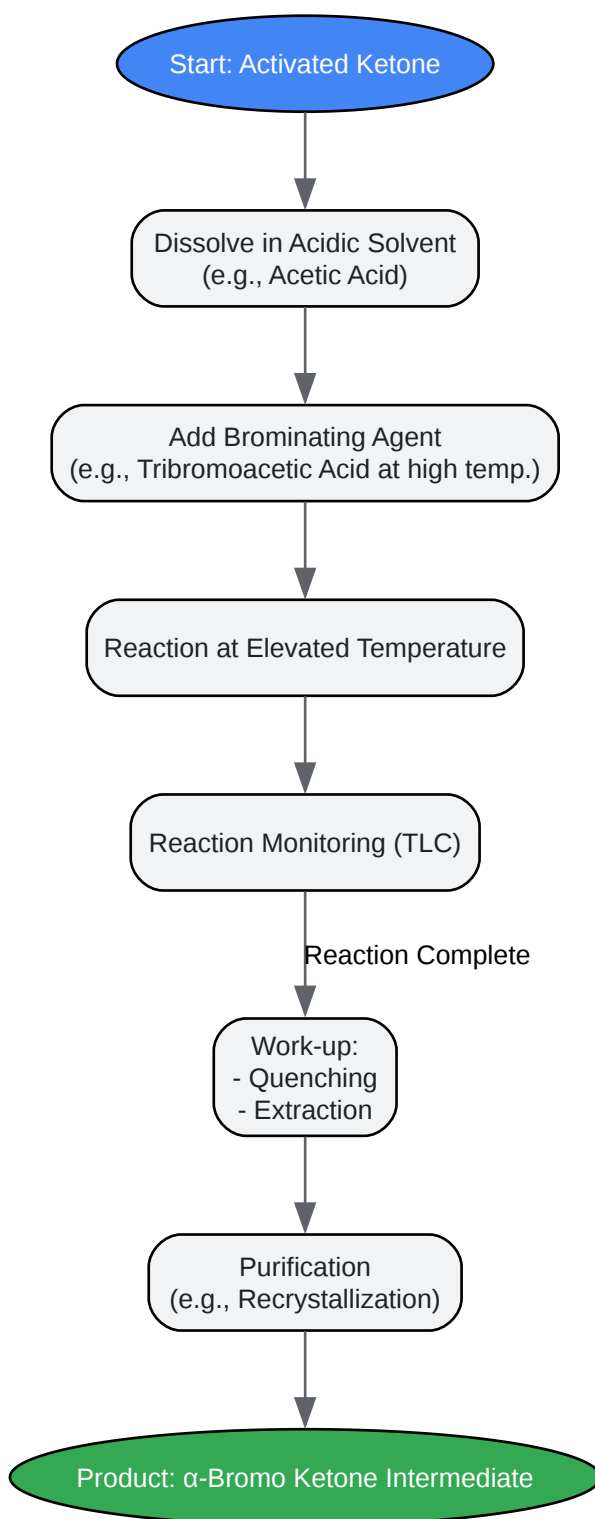 Start: Activated Ketone
Dissolve in Acidic Solvent
(e.g., Acetic Acid)
Add Brominating Agent
(e.g., Tribromoacetic Acid at high temp.)
Reaction at Elevated Temperature
Reaction Monitoring (TLC)
Reaction Complete
Work-up:
- Quenching
- Extraction
Purification
(e.g., Recrystallization)
Product: α-Bromo Ketone Intermediate